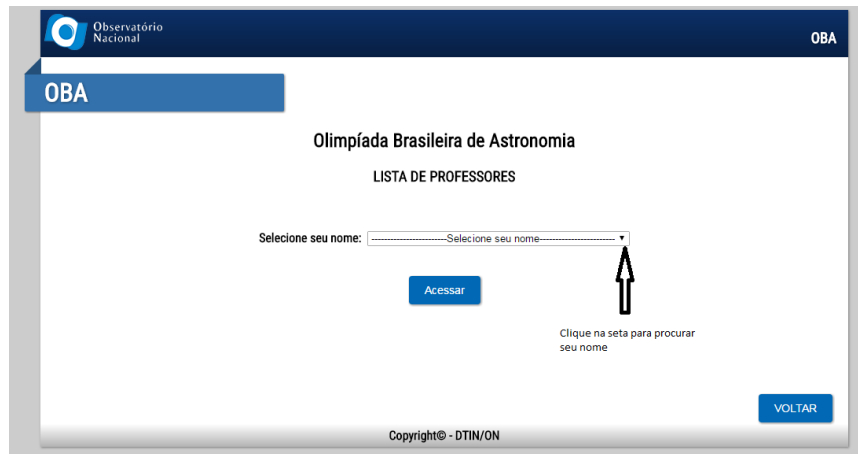 Observatório
Nacional
OBA
OBA
Olimpíada Brasileira de Astronomia
LISTA DE PROFESSORES
Selecione seu nome: -----------------------Selecione seu nome----------------------- ▼
Acessar
Clique na seta para procurar
seu nome
VOLTAR
Copyright© - DTIN/ON